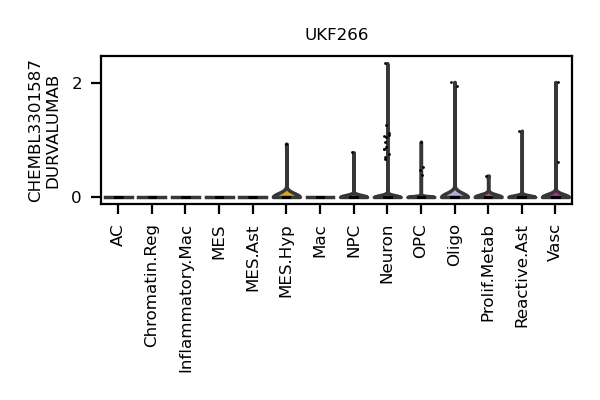 UKF266
CHEMBL3301587
DURVALUMAB
2
0
AC
Chromatin.Reg
Inflammatory.Mac
MES
MES.Ast
MES.Hyp
Mac
NPC
Neuron
OPC
Oligo
Prolif.Metab
Reactive.Ast
Vasc